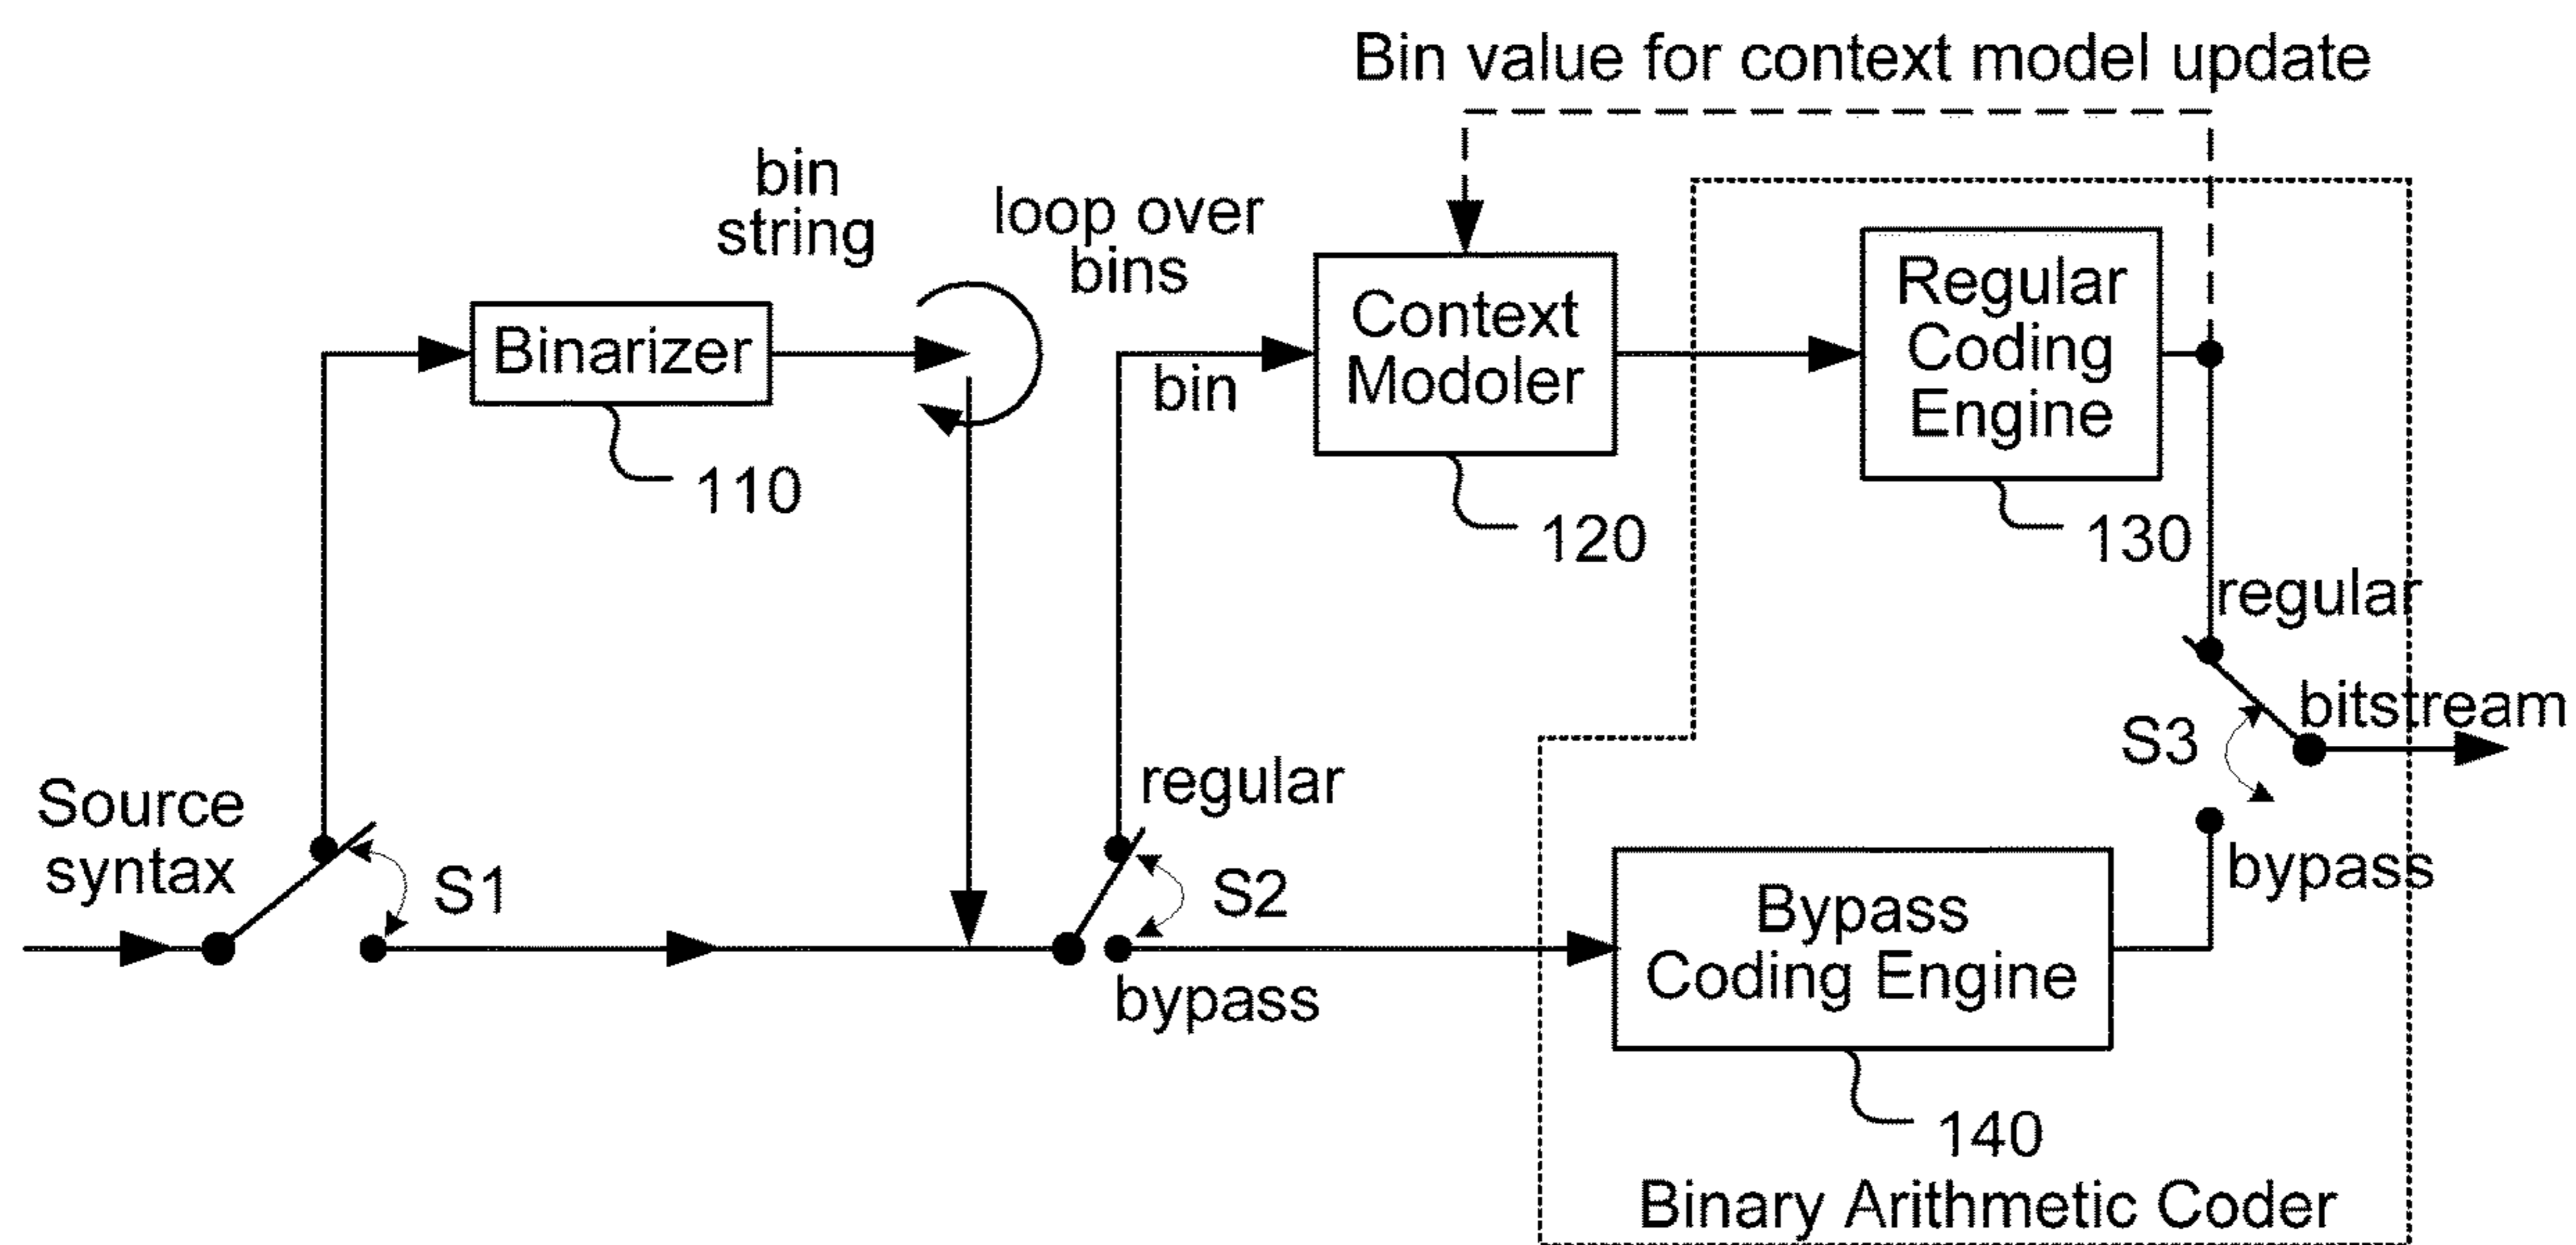 Bin value for context model update
bin
string
loop over
bins
Binarizer
110
bin
Context
Modoler
120
Regular
Coding
Engine
130
regular
bitstream
S3
bypass
Source
syntax
S1
regular
S2
bypass
Bypass
Coding Engine
140
Binary Arithmetic Coder